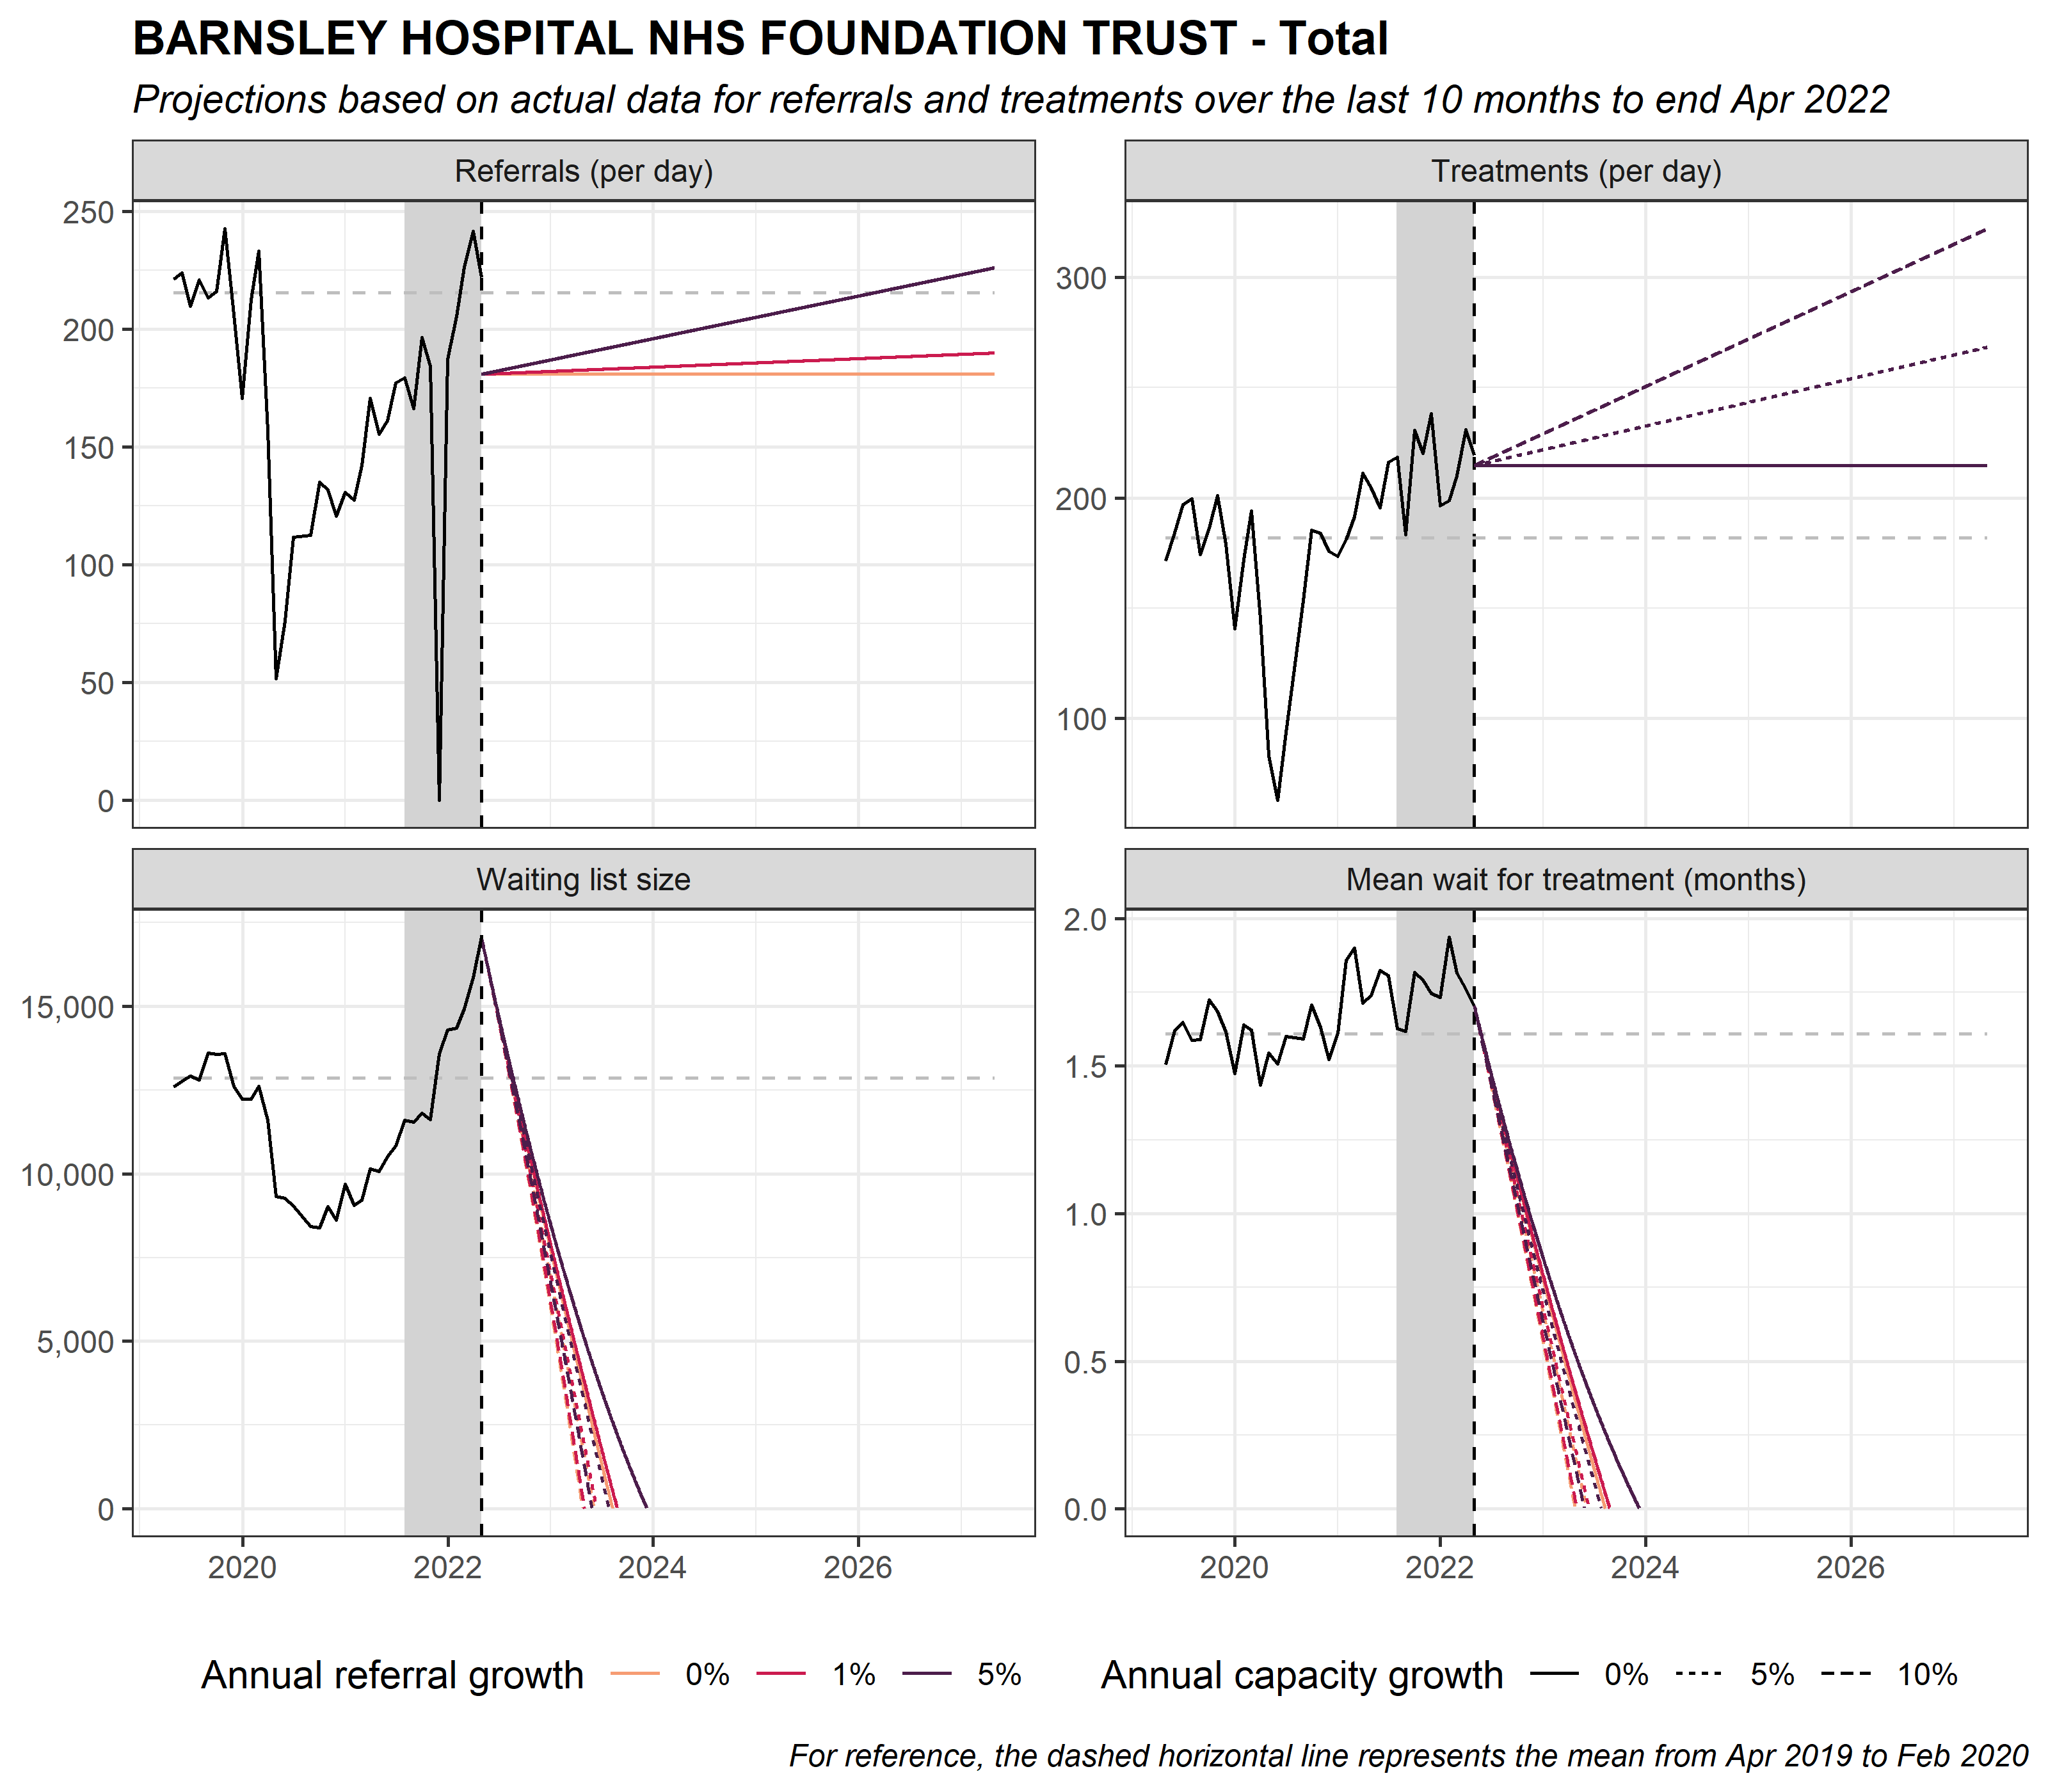 BARNSLEY HOSPITAL NHS FOUNDATION TRUST - Total
Projections based on actual data for referrals and treatments over the last 10 months to end Apr 2022
Referrals (per day)
250
200
150
100
50
0
Treatments (per day)
300
200
100
Waiting list size
15,000
10,000
5,000
0
2020 2022 2024 2026
Mean wait for treatment (months)
2.0
1.5
1.0
0.5
0.0
2020 2022 2024 2026
Annual referral growth 0% 1% 5%
Annual capacity growth 0% 5% 10%
For reference, the dashed horizontal line represents the mean from Apr 2019 to Feb 2020